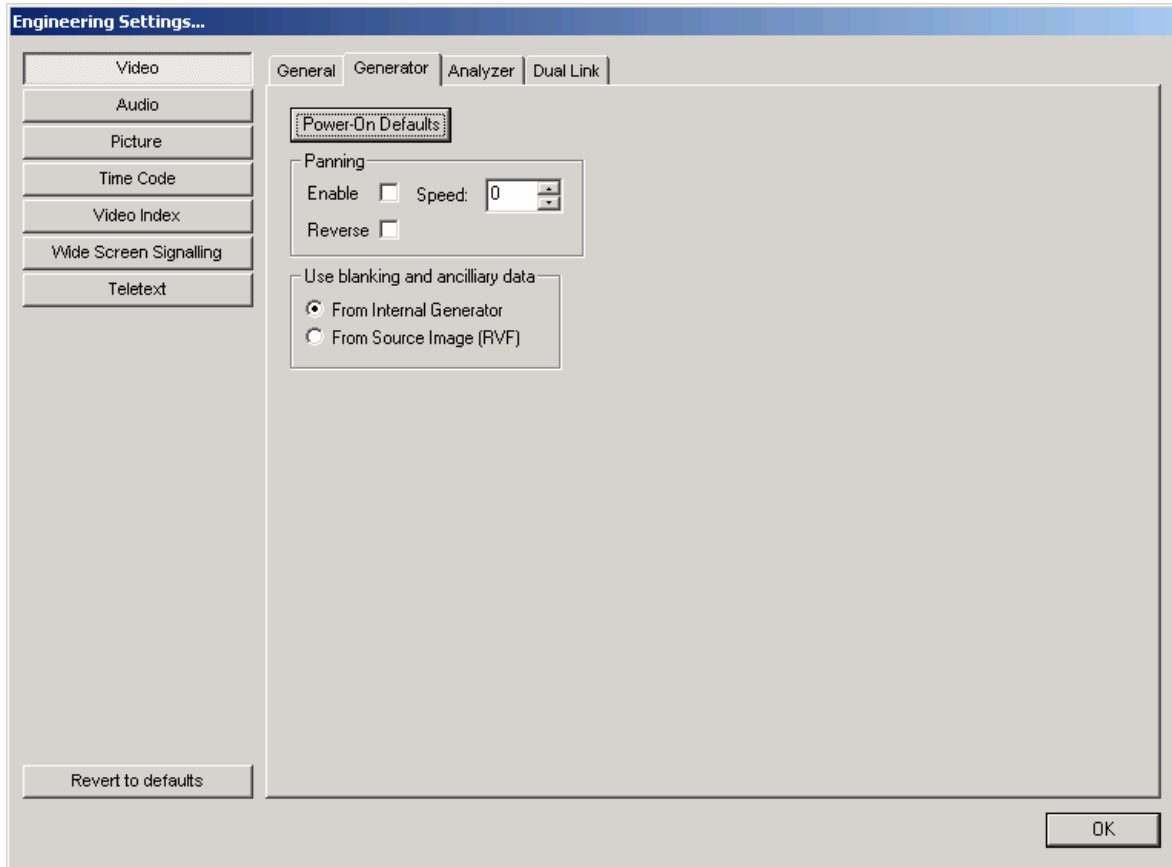 Engineering Settings...
Video
Audio
Picture
Time Code
Video Index
Wide Screen Signalling
Teletext
Revert to defaults
General Generator Analyzer Dual Link
Power-On Defaults
Panning
Enable Speed: 0
Reverse
Use blanking and ancilliary data
From Internal Generator
From Source Image (RVF)
OK